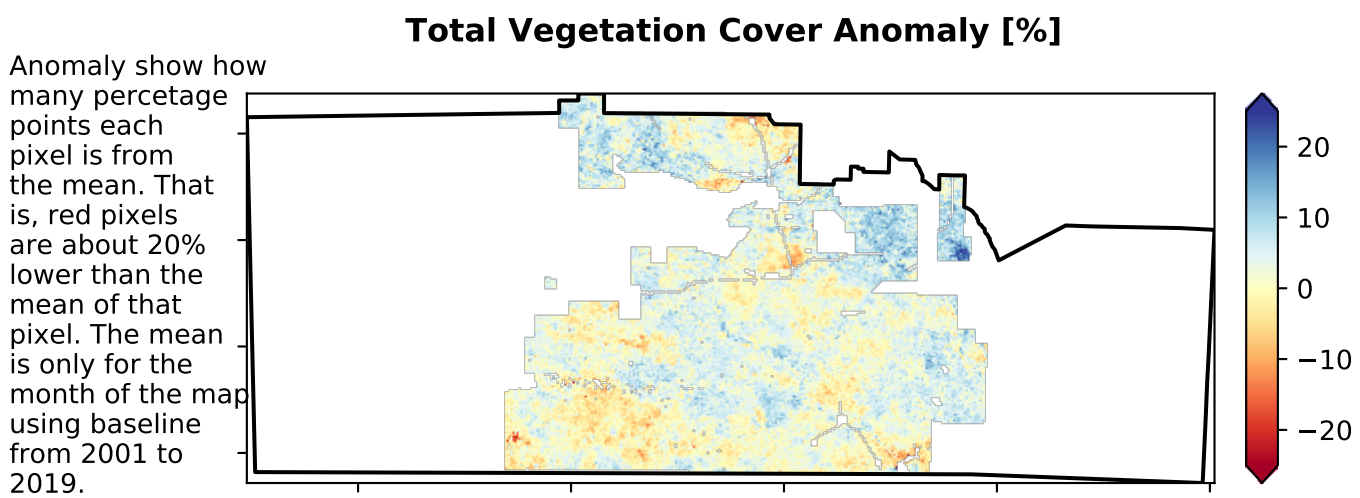 Total Vegetation Cover Anomaly [%]
Anomaly show how
many percetage
points each
pixel is from
the mean. That
is, red pixels
are about 20%
lower than the
mean of that
pixel. The mean
is only for the
month of the map
using baseline
from 2001 to
2019.
20
10
0
−10
−20